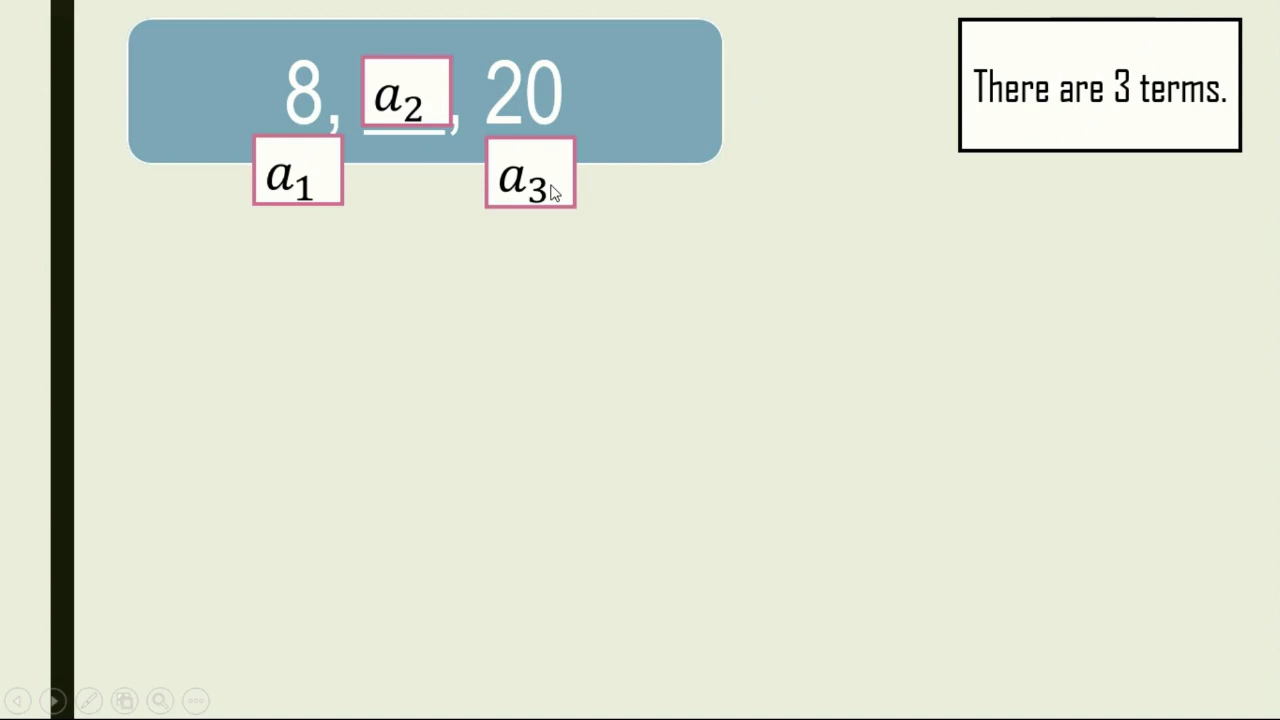 8, a₂, 20
a₁ a₃
There are 3 terms.